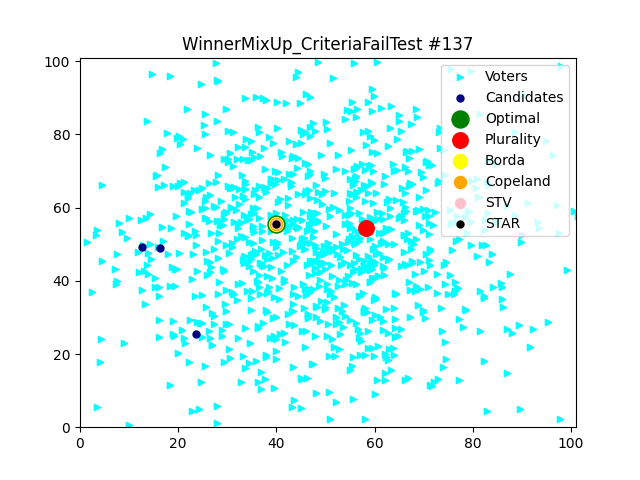 WinnerMixUp_CriteriaFailTest #137
100
80
60
40
20
0
0 20 40 60 80 100
Voters
Candidates
Optimal
Plurality
Borda
Copeland
STV
STAR